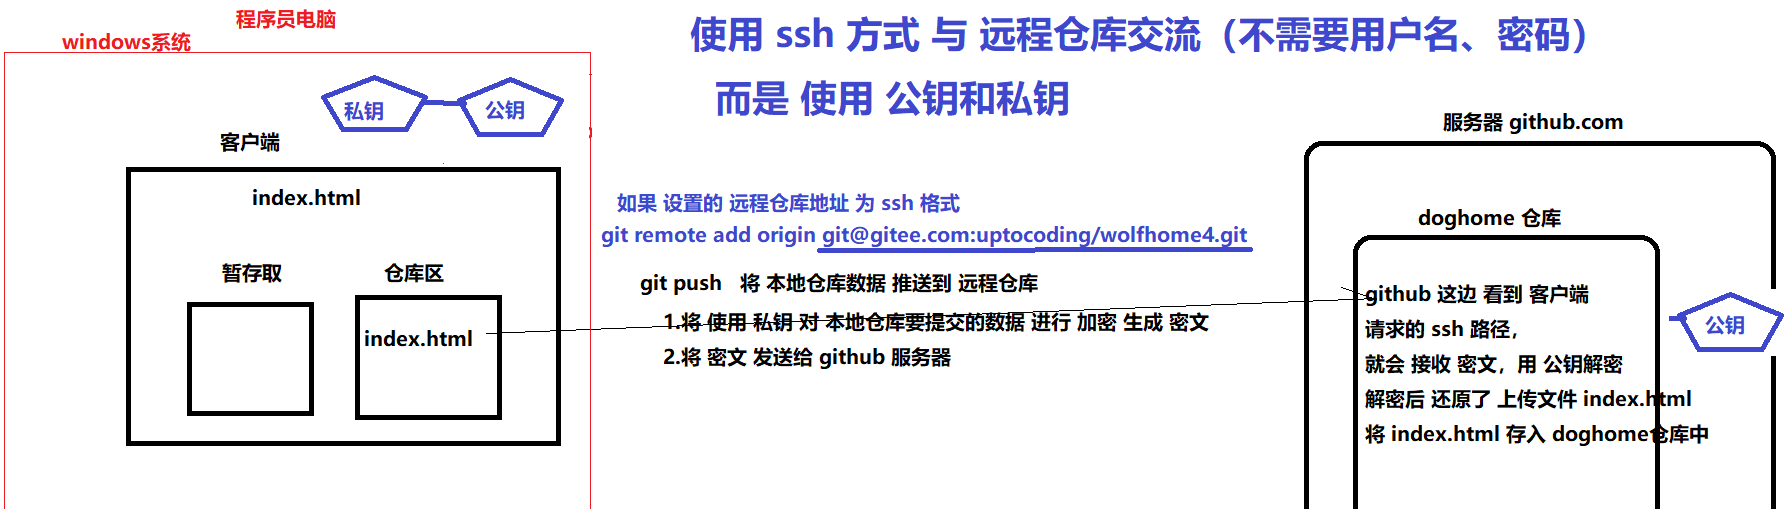 程序员电脑
windows系统
使用 ssh 方式 与 远程仓库交流（不需要用户名、密码）
而是 使用 公钥和私钥
私钥
公钥
客户端
index.html
暂存取
仓库区
index.html
如果 设置的 远程仓库地址 为 ssh 格式
git remote add origin git@gitee.com:uptocoding/wolfhome4.git
git push 将 本地仓库数据 推送到 远程仓库
1.将 使用 私钥 对 本地仓库要提交的数据 进行 加密 生成 密文
2.将 密文 发送给 github 服务器
服务器 github.com
doghome 仓库
github 这边 看到 客户端
请求的 ssh 路径，
就会 接收 密文，用 公钥解密
解密后 还原了 上传文件 index.html
将 index.html 存入 doghome仓库中
公钥